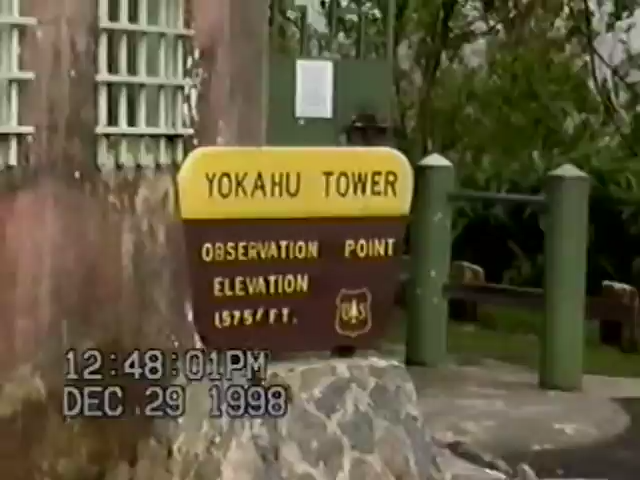 YOKAHU TOWER
OBSERVATION POINT
ELEVATION
1575/FT.
US
12:48:01PM
DEC 29 1998